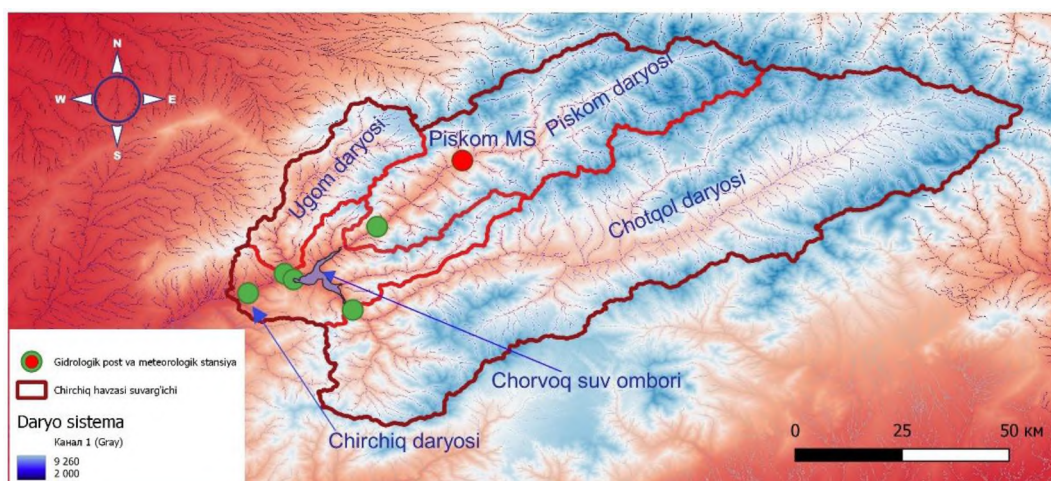 N
W E
S
Piskom MS
Piskom daryosi
Ugom daryosi
Chotqol daryosi
Chorvoq suv ombori
Chirchiq daryosi
Gidrologik post va meteorologik stansiya
Chirchiq havzasi suvarg'ichi
Daryo sistema
Канал 1 (Gray)
9 260
2 000
0 25 50 км